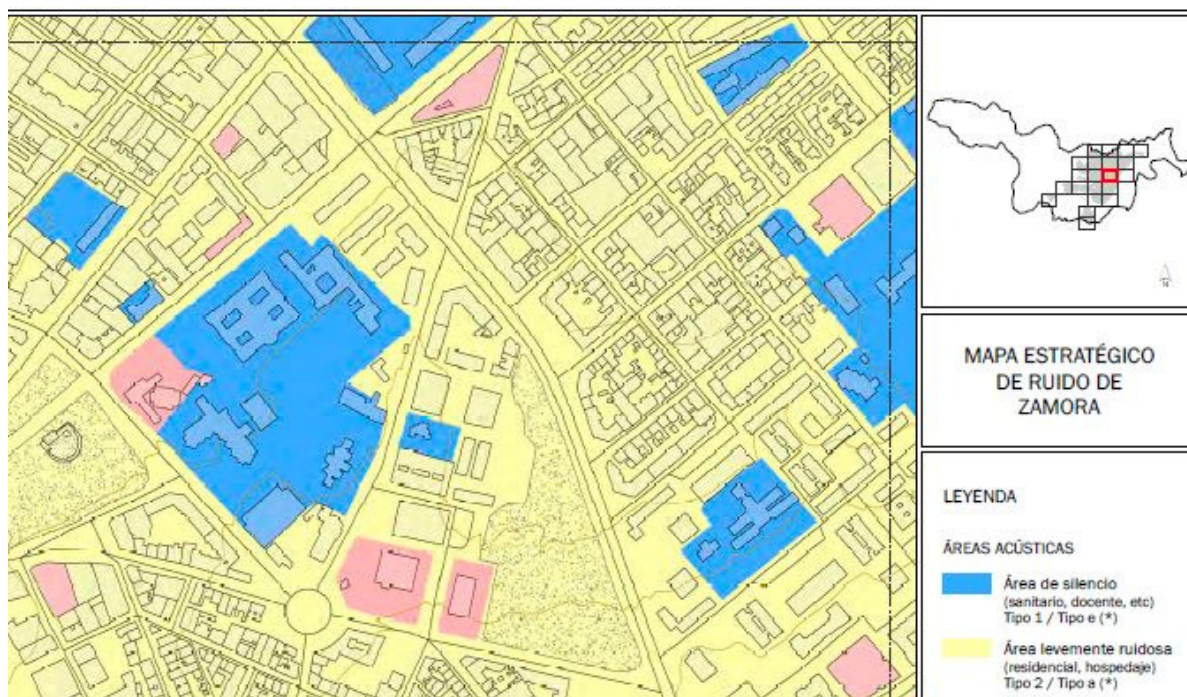 MAPA ESTRATÉGICO
DE RUIDO DE
ZAMORA
LEYENDA
ÁREAS ACÚSTICAS
Área de silencio
(sanitario, docente, etc)
Tipo 1 / Tipo e (*)
Área levemente ruidosa
(residencial, hospedaje)
Tipo 2 / Tipo a (*)